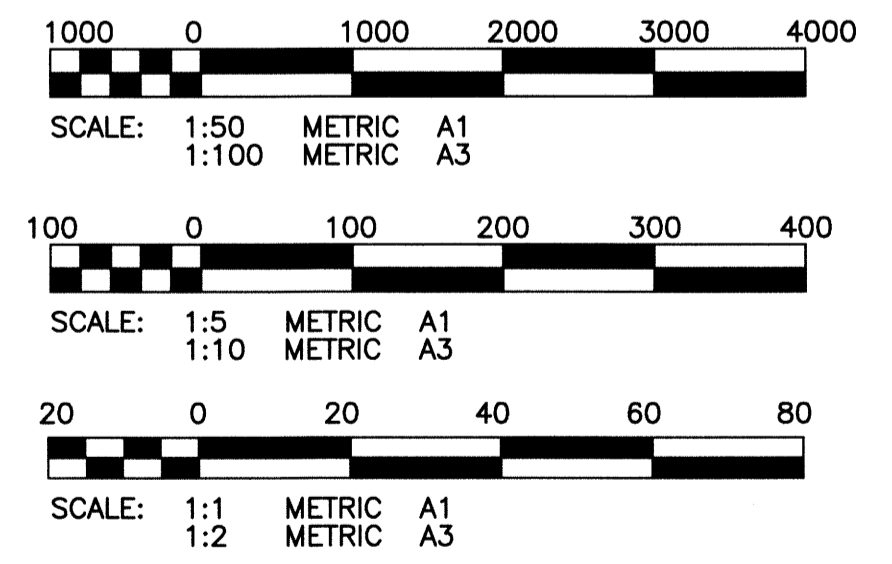 1000 0 1000 2000 3000 4000
SCALE: 1:50 METRIC A1
1:100 METRIC A3
100 0 100 200 300 400
SCALE: 1:5 METRIC A1
1:10 METRIC A3
20 0 20 40 60 80
SCALE: 1:1 METRIC A1
1:2 METRIC A3